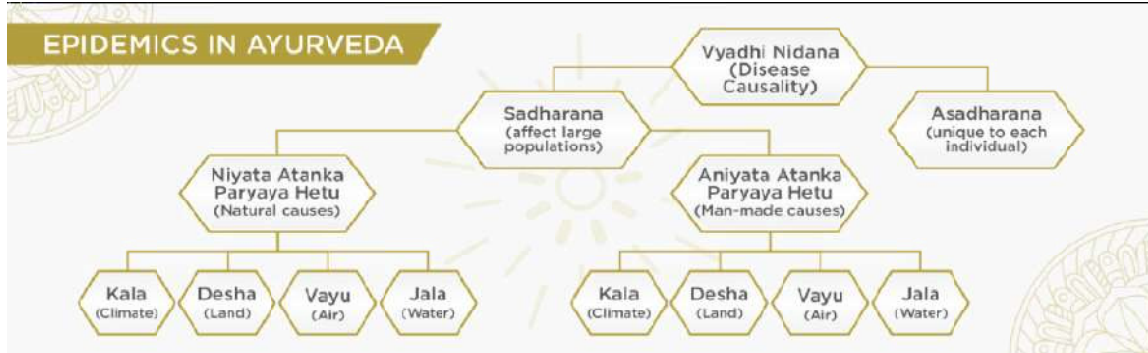 EPIDEMICS IN AYURVEDA
Vyadhi Nidana
(Disease
Causality)
Sadharana
(affect large
populations)
Asadharana
(unique to each
individual)
Niyata Atanka
Paryaya Hetu
(Natural causes)
Aniyata Atanka
Paryaya Hetu
(Man-made causes)
Kala
(Climate)
Desha
(Land)
Vayu
(Air)
Jala
(Water)
Kala
(Climate)
Desha
(Land)
Vayu
(Air)
Jala
(Water)